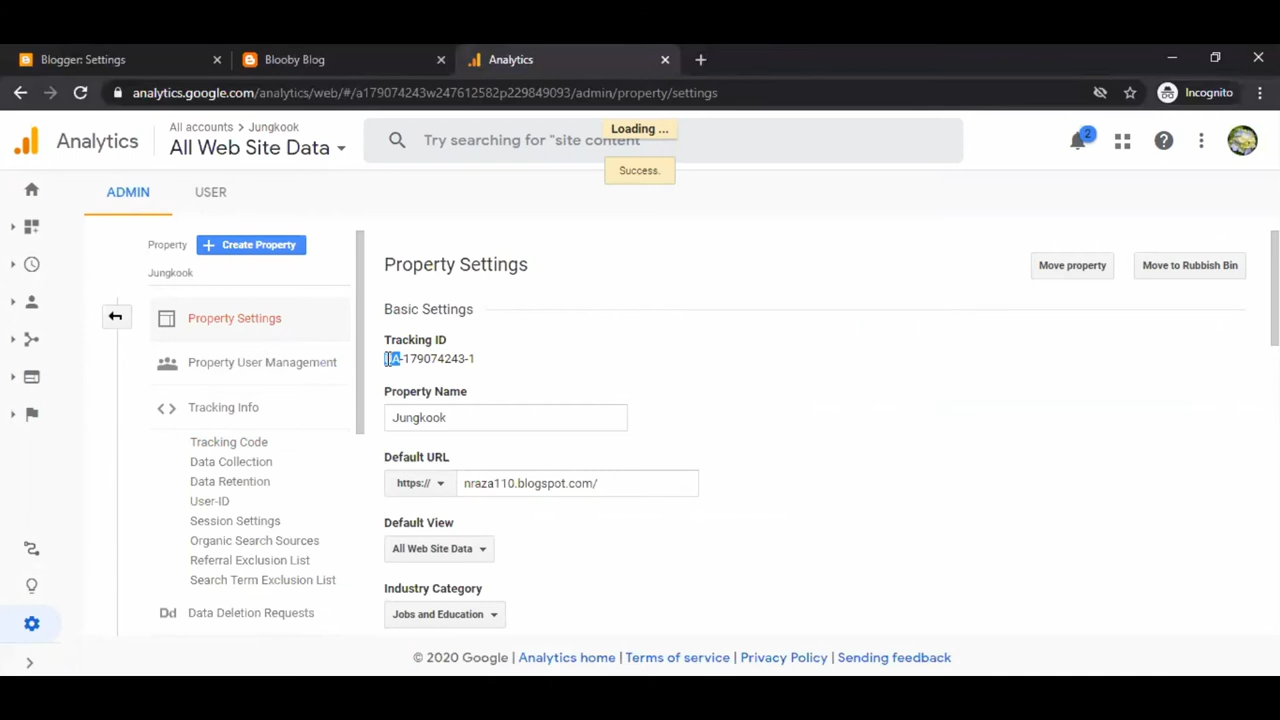 Blogger: Settings
Blooby Blog
Analytics
analytics.google.com/analytics/web/#/a179074243w247612582p229849093/admin/property/settings
Incognito
Analytics
All accounts > Jungkook
All Web Site Data
Try searching for "site content"
Loading ...
Success.
2
ADMIN
USER
Property
Create Property
Jungkook
Property Settings
Property User Management
Tracking Info
Tracking Code
Data Collection
Data Retention
User-ID
Session Settings
Organic Search Sources
Referral Exclusion List
Search Term Exclusion List
Dd Data Deletion Requests
Property Settings
Move property
Move to Rubbish Bin
Basic Settings
Tracking ID
UA-179074243-1
Property Name
Jungkook
Default URL
https://
nraza110.blogspot.com/
Default View
All Web Site Data
Industry Category
Jobs and Education
© 2020 Google | Analytics home | Terms of service | Privacy Policy | Sending feedback